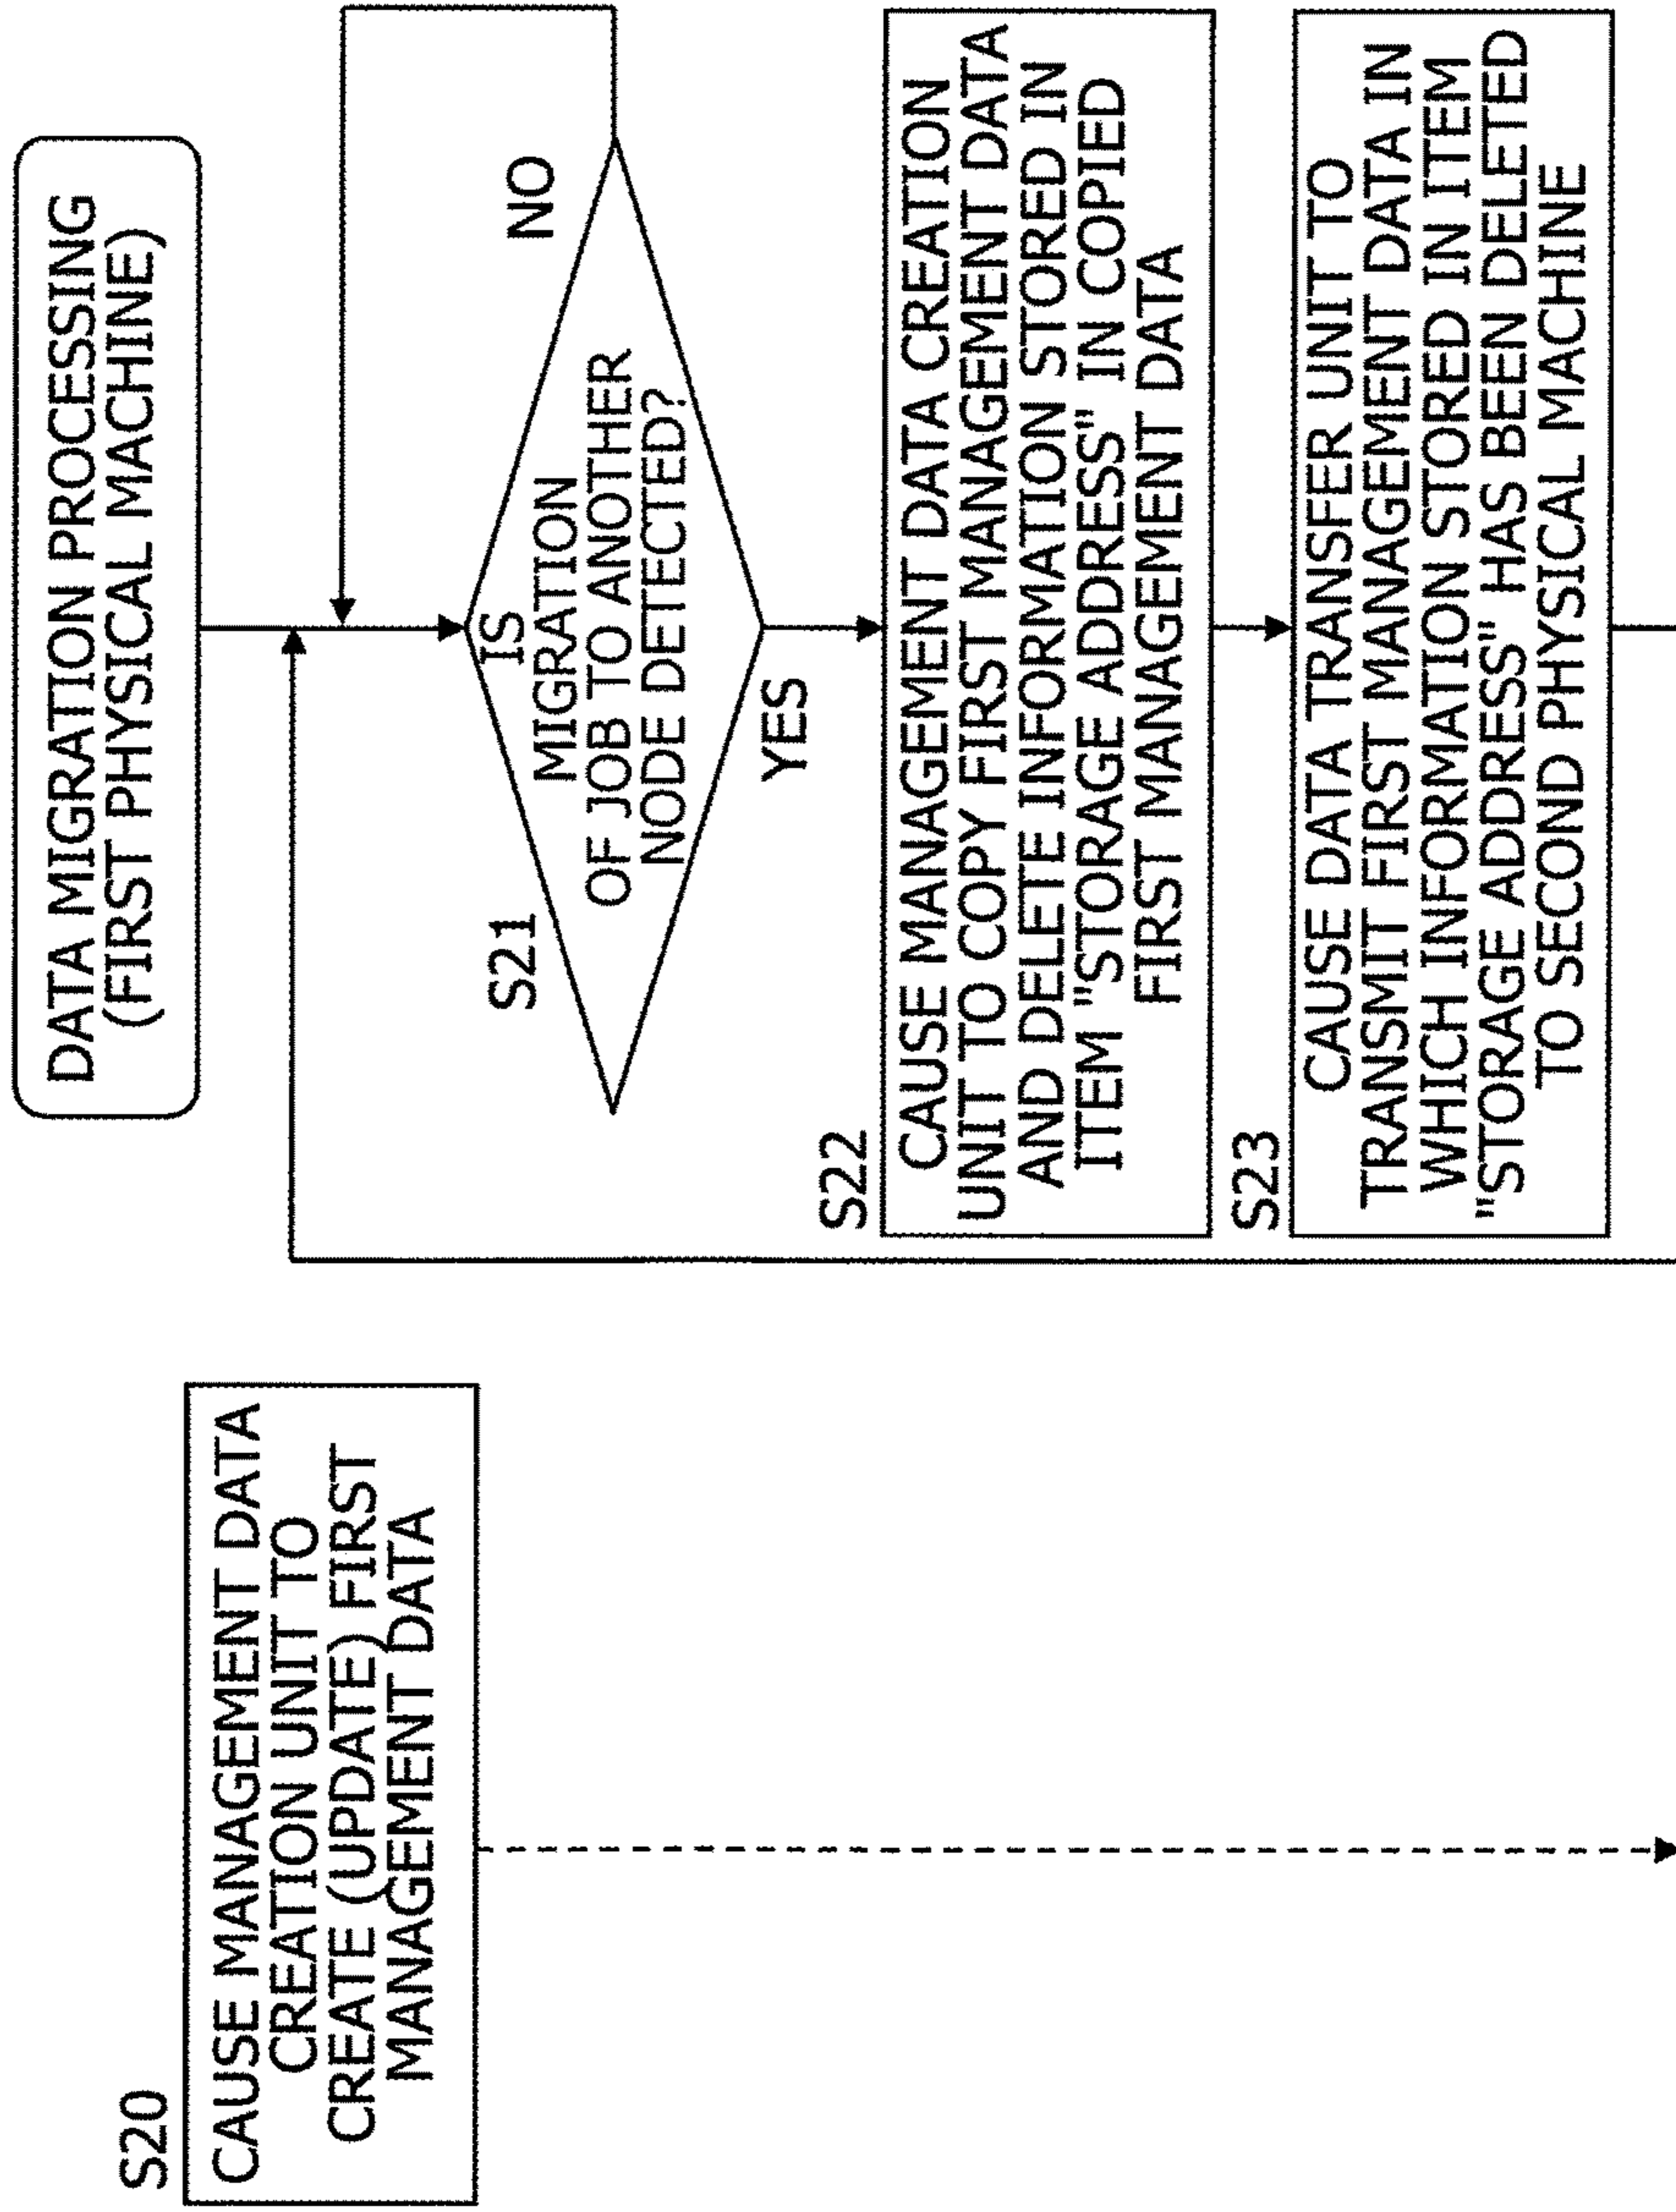 S20
CAUSE MANAGEMENT DATA
CREATION UNIT TO
CREATE (UPDATE) FIRST
MANAGEMENT DATA
DATA MIGRATION PROCESSING
(FIRST PHYSICAL MACHINE)
S21
IS
MIGRATION
OF JOB TO ANOTHER
NODE DETECTED?
NO
YES
S22
CAUSE MANAGEMENT DATA CREATION
UNIT TO COPY FIRST MANAGEMENT DATA
AND DELETE INFORMATION STORED IN
ITEM "STORAGE ADDRESS" IN COPIED
FIRST MANAGEMENT DATA
S23
CAUSE DATA TRANSFER UNIT TO
TRANSMIT FIRST MANAGEMENT DATA IN
WHICH INFORMATION STORED IN ITEM
"STORAGE ADDRESS" HAS BEEN DELETED
TO SECOND PHYSICAL MACHINE